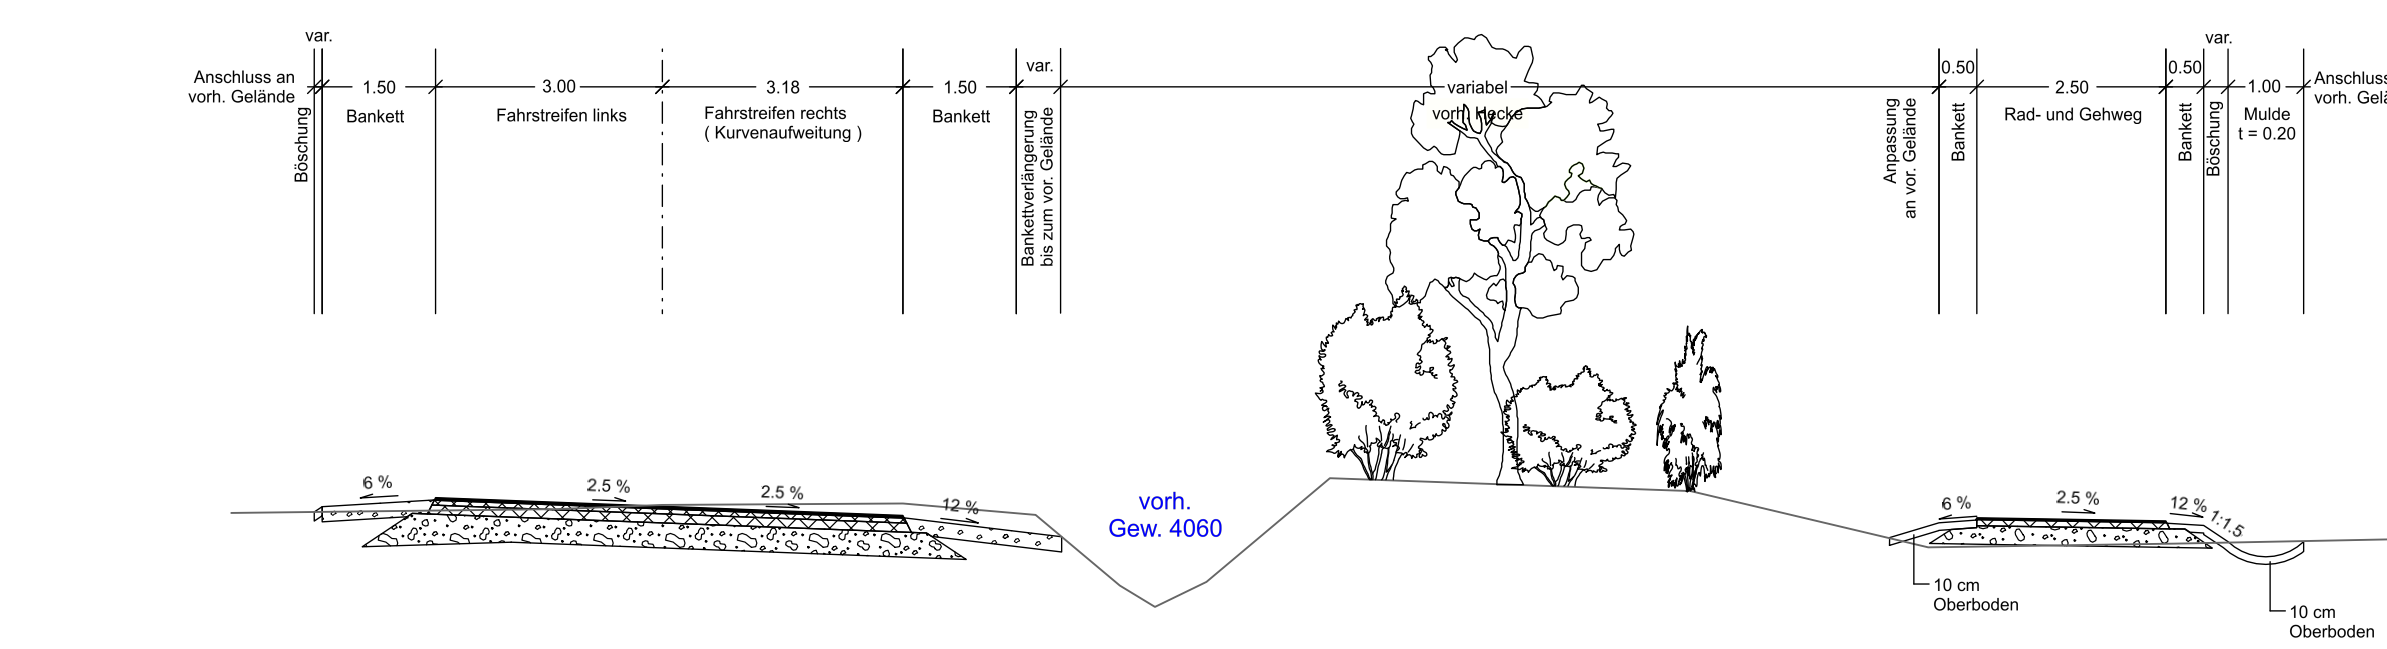 var.
Anschluss an
vorh. Gelände
1.50
Bankett
3.00
Fahrstreifen links
3.18
Fahrstreifen rechts
( Kurvenaufweitung )
1.50
Bankett
var.
Böschung
Bankettverlängerung
bis zum vor. Gelände
variabel
vorh. Hecke
Anpassung
an vor. Gelände
0.50
Bankett
2.50
Rad- und Gehweg
0.50
Bankett
var.
Böschung
1.00
Mulde
t = 0.20
Anschluss
vorh. Gelä
6 %
2.5 %
2.5 %
12 %
vorh.
Gew. 4060
6 %
2.5 %
12 %
1:1.5
10 cm
Oberboden
10 cm
Oberboden